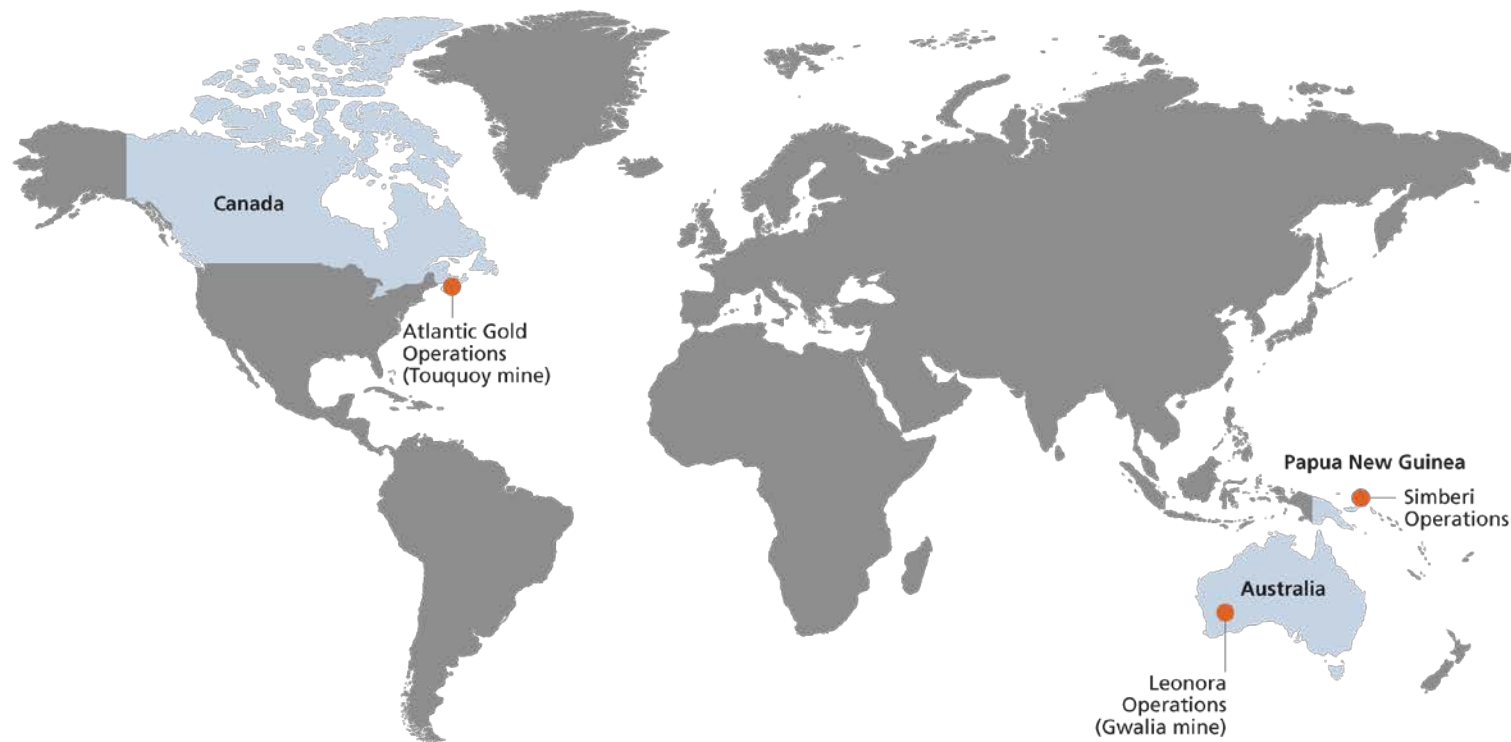 Canada
Atlantic Gold
Operations
(Touquoy mine)
Papua New Guinea
Simberi
Operations
Australia
Leonora
Operations
(Gwalia mine)